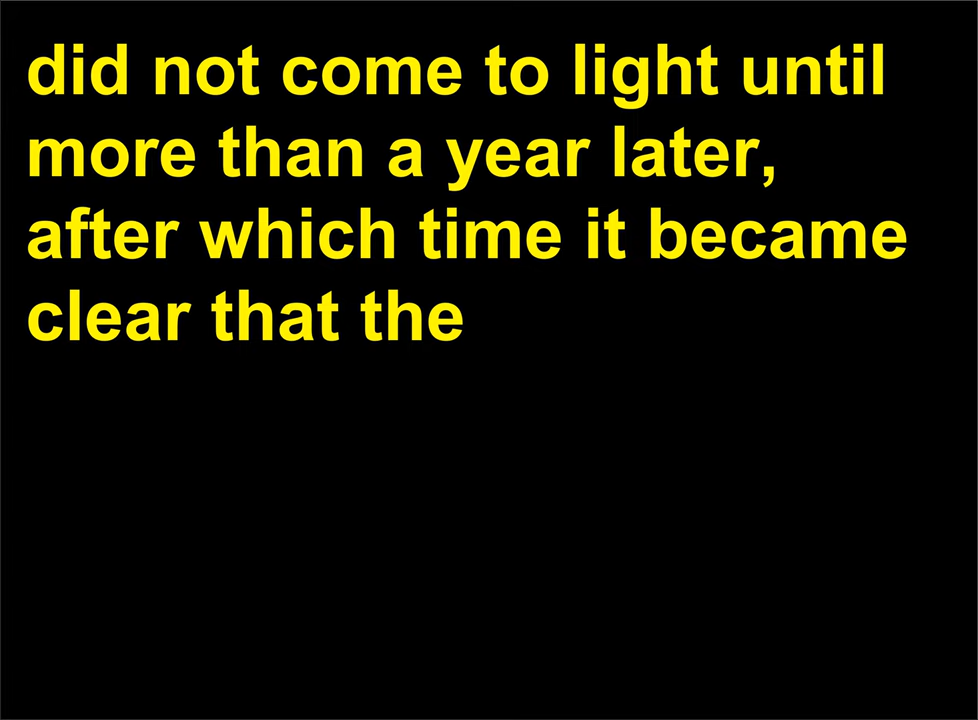 did not come to light until
more than a year later,
after which time it became
clear that the